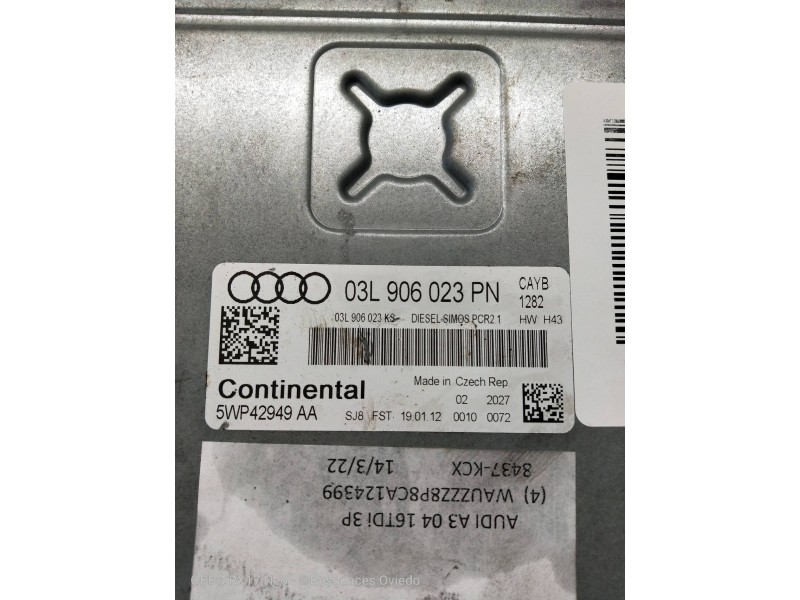 03L 906 023 PN
CAYB
1282
03L 906 023 KS
DIESEL-SIMOS PCR2.1
HW H43
Continental
Made in Czech Rep.
5WP42949 AA
02 2027
SJ8 FST 19.01.12 0010 0072
AUDI A3 04 16TDi 3P
(4) WAUZZZ8P8CA124399
8437-KCX 14/3/22
Oviedo